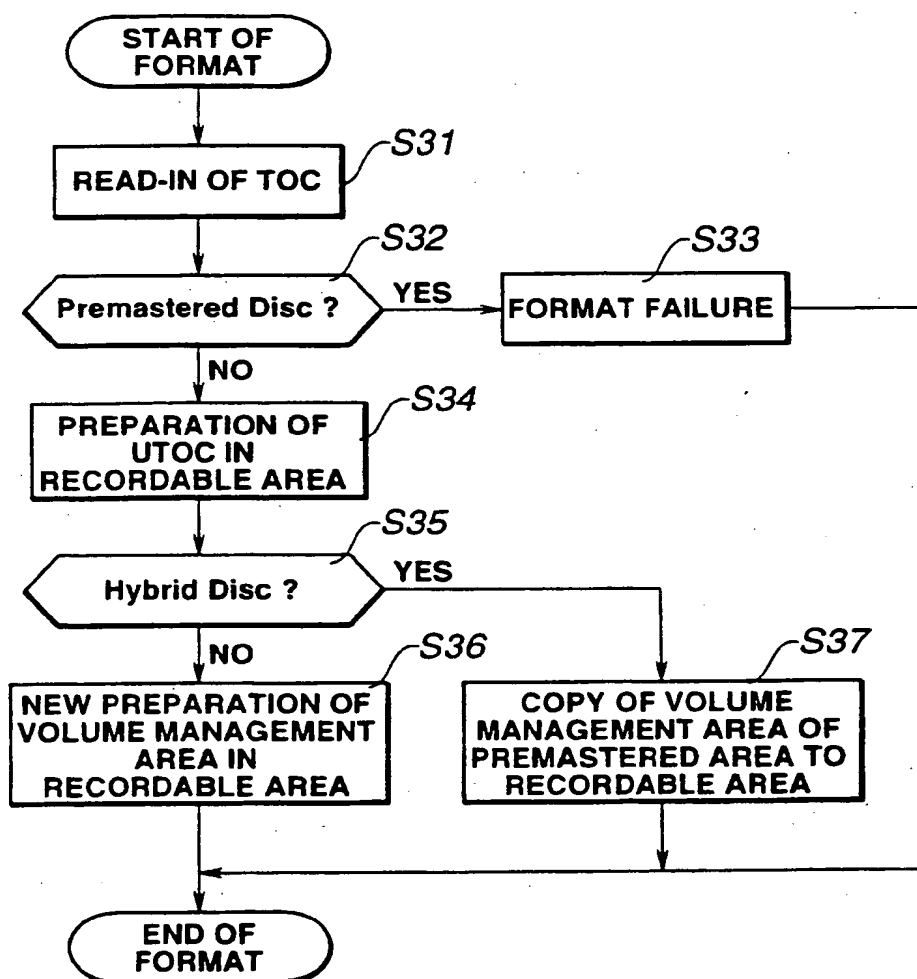 START OF
FORMAT
S31
READ-IN OF TOC
S32
Premastered Disc ?
YES
S33
FORMAT FAILURE
NO
S34
PREPARATION OF
UTOC IN
RECORDABLE AREA
S35
Hybrid Disc ?
YES
NO
S36
NEW PREPARATION OF
VOLUME MANAGEMENT
AREA IN
RECORDABLE AREA
S37
COPY OF VOLUME
MANAGEMENT AREA OF
PREMASTERED AREA TO
RECORDABLE AREA
END OF
FORMAT